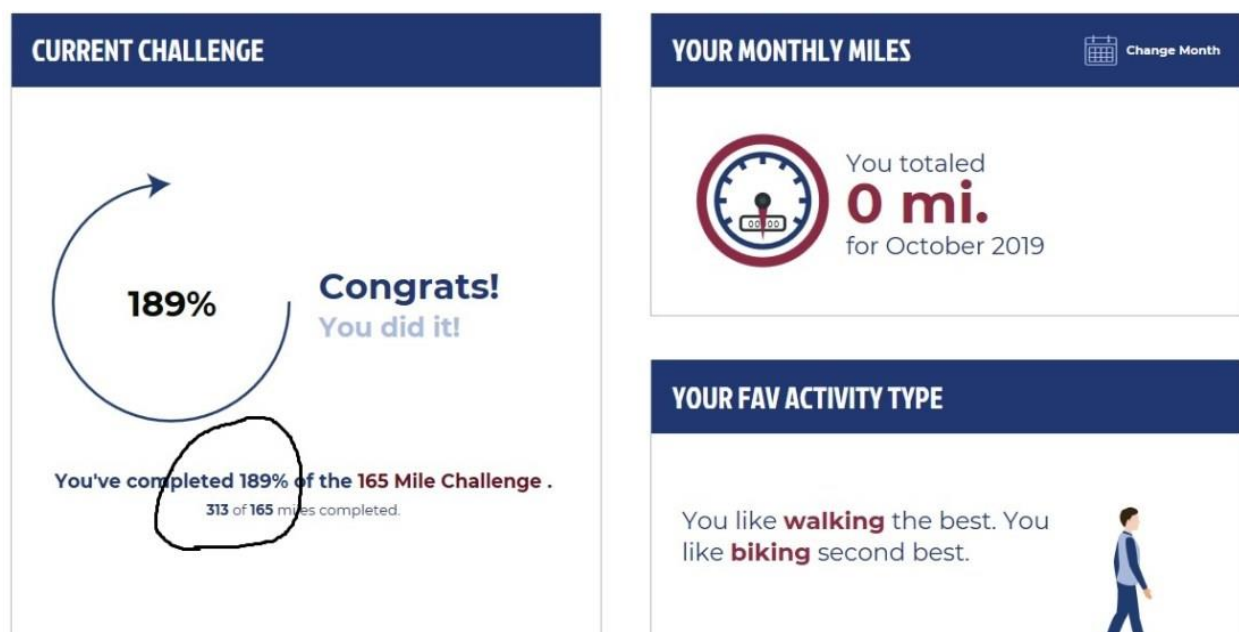 CURRENT CHALLENGE
189%
Congrats!
You did it!
You've completed 189% of the 165 Mile Challenge .
313 of 165 miles completed.
YOUR MONTHLY MILES
Change Month
You totaled
0 mi.
for October 2019
YOUR FAV ACTIVITY TYPE
You like walking the best. You
like biking second best.